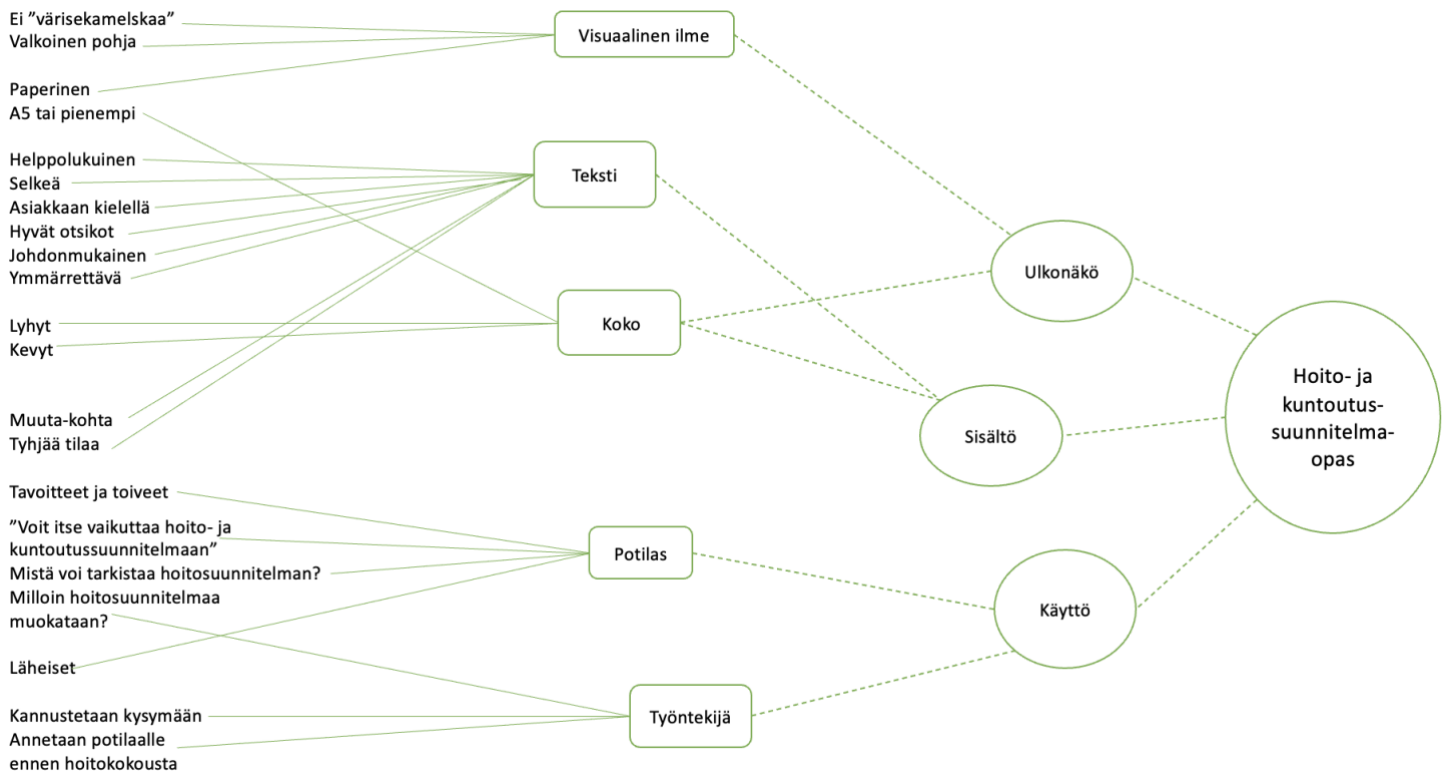 Ei ”värisekamelskaa”
Valkoinen pohja
Paperinen
A5 tai pienempi
Helppolukuinen
Selkeä
Asiakkaan kielellä
Hyvät otsikot
Johdonmukainen
Ymmärrettävä
Lyhyt
Kevyt
Muuta-kohta
Tyhjää tilaa
Tavoitteet ja toiveet
”Voit itse vaikuttaa hoito- ja
kuntoutussuunnitelmaan”
Mistä voi tarkistaa hoitosuunnitelman?
Milloin hoitosuunnitelmaa
muokataan?
Läheiset
Kannustetaan kysymään
Annetaan potilaalle
ennen hoitokokousta
Visuaalinen ilme
Teksti
Koko
Potilas
Työntekijä
Ulkonäkö
Sisältö
Käyttö
Hoito- ja
kuntoutus-
suunnitelma-
opas